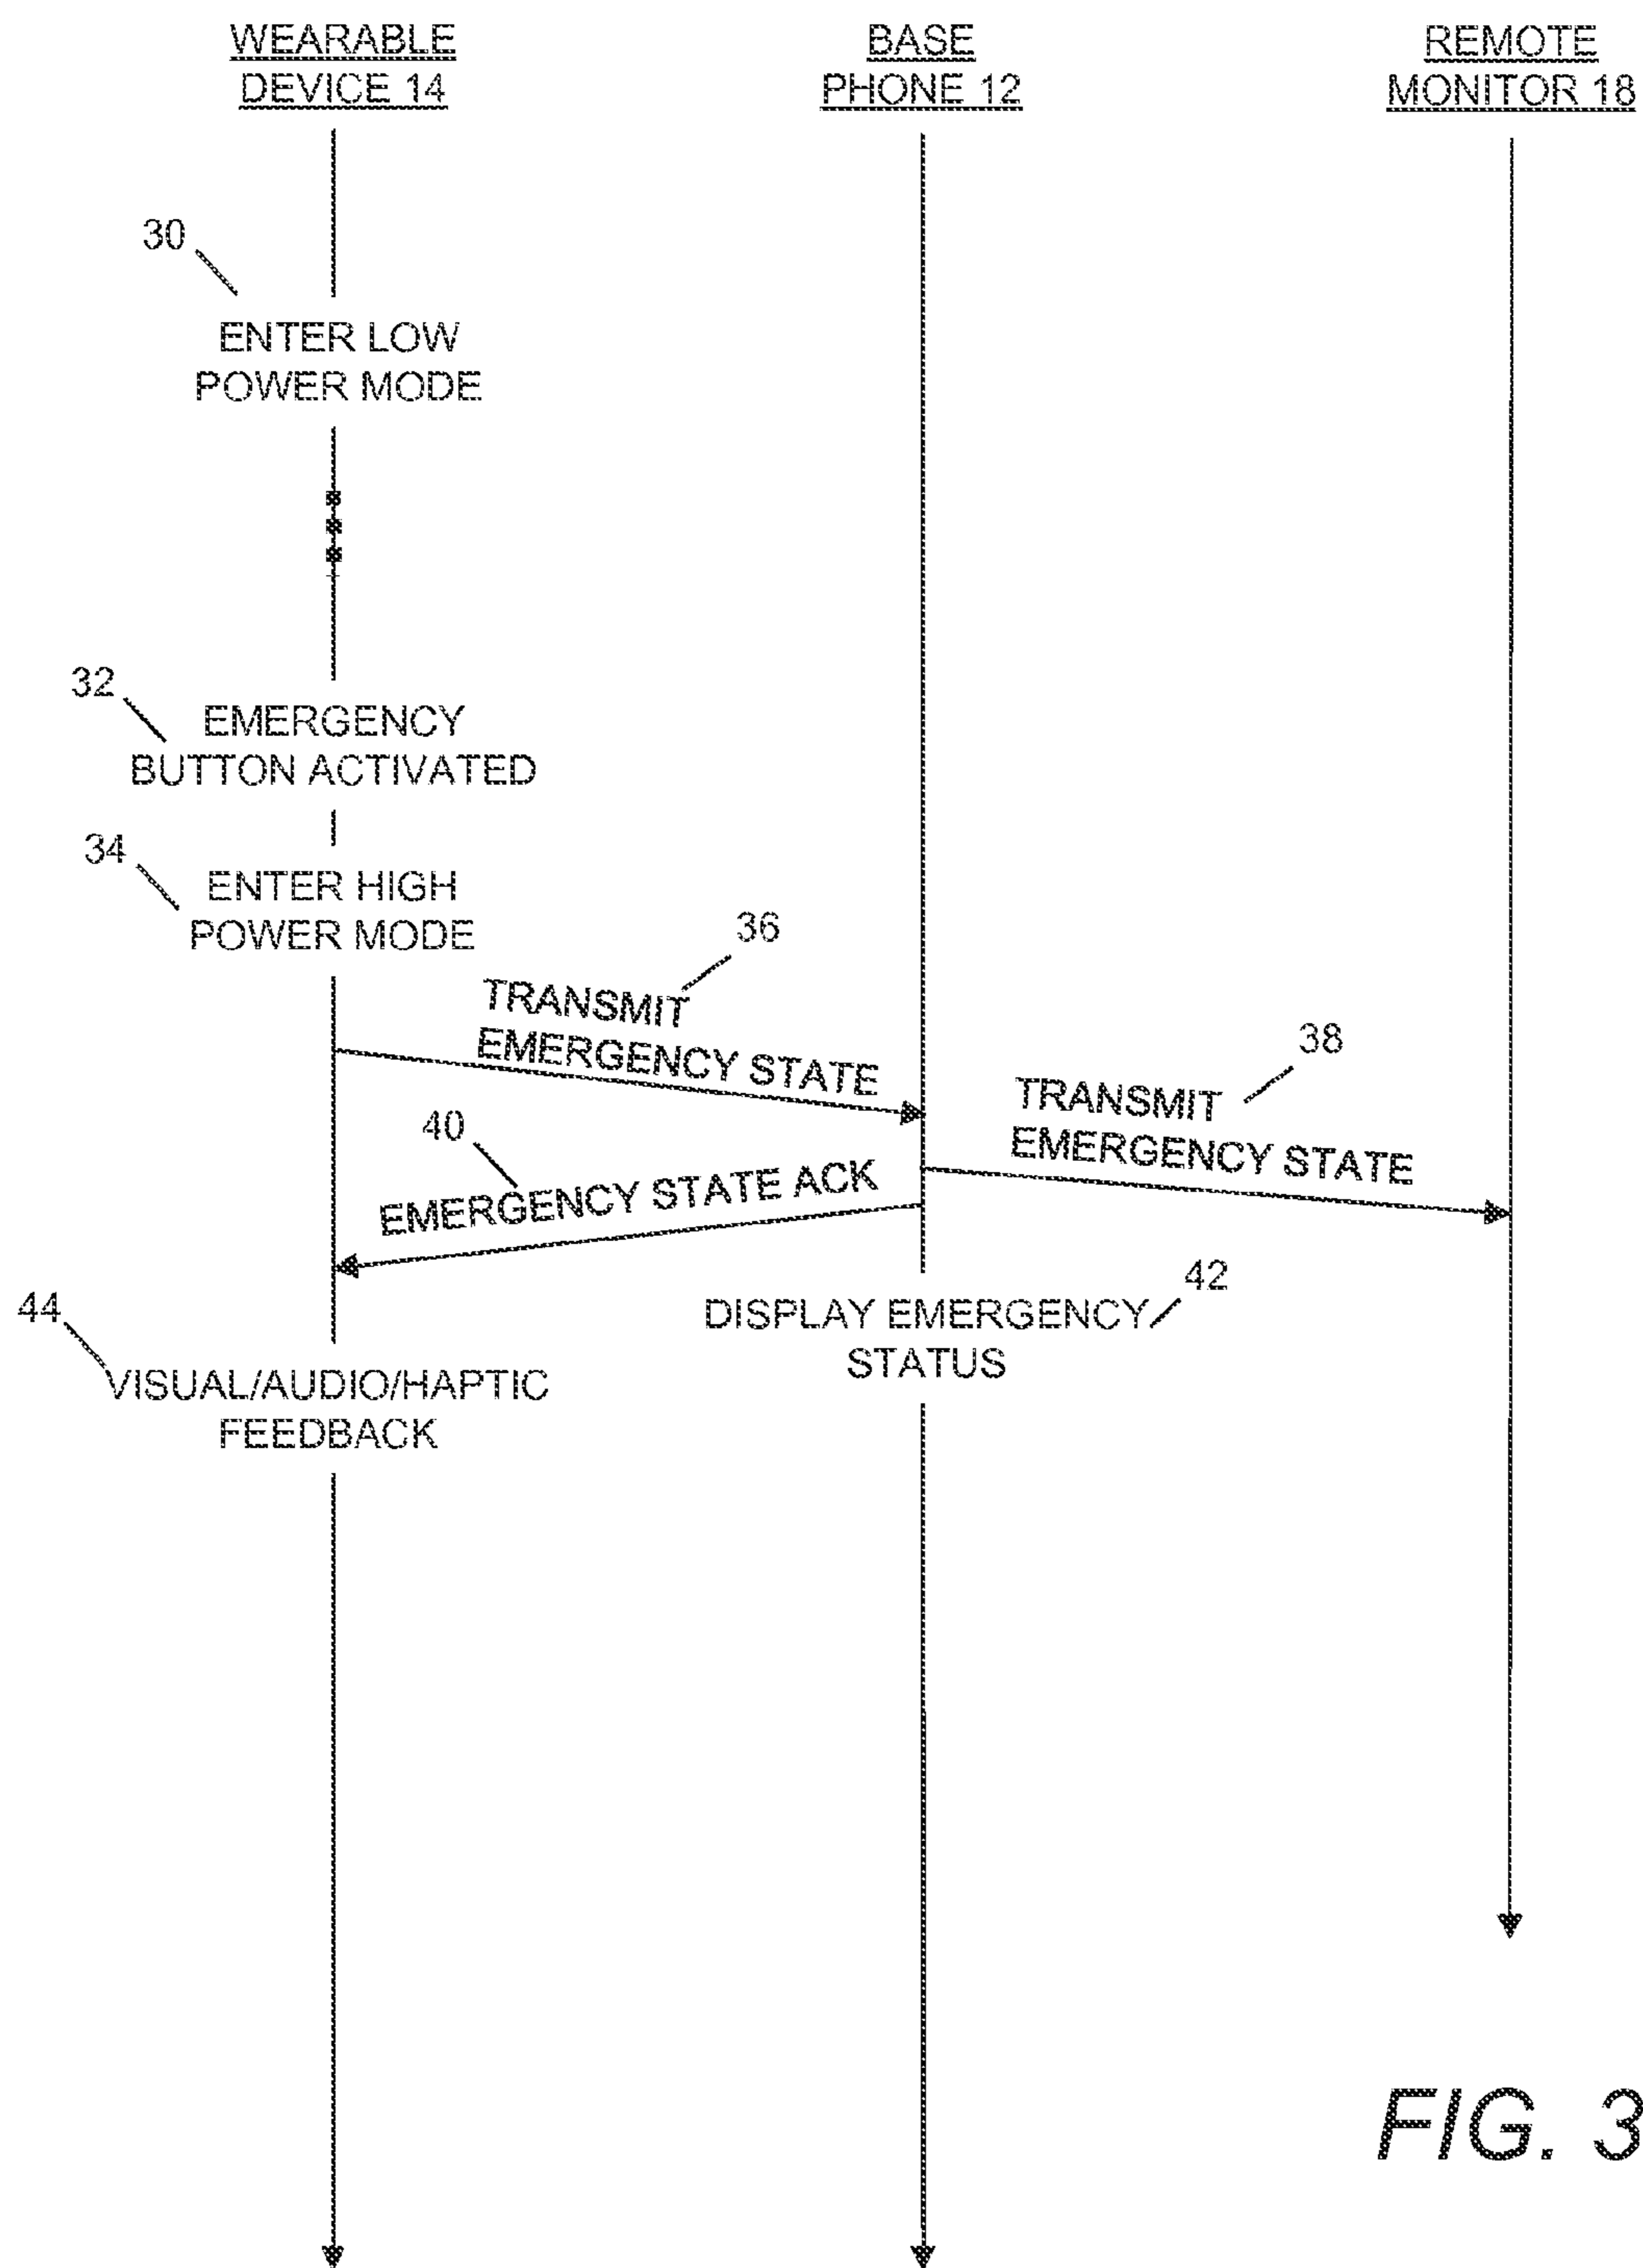 WEARABLE
DEVICE 14
BASE
PHONE 12
REMOTE
MONITOR 18
30
ENTER LOW
POWER MODE
32
EMERGENCY
BUTTON ACTIVATED
34
ENTER HIGH
POWER MODE
36
TRANSMIT
EMERGENCY STATE
38
TRANSMIT
EMERGENCY STATE
40
EMERGENCY STATE ACK
42
DISPLAY EMERGENCY
STATUS
44
VISUAL/AUDIO/HAPTIC
FEEDBACK
FIG. 3